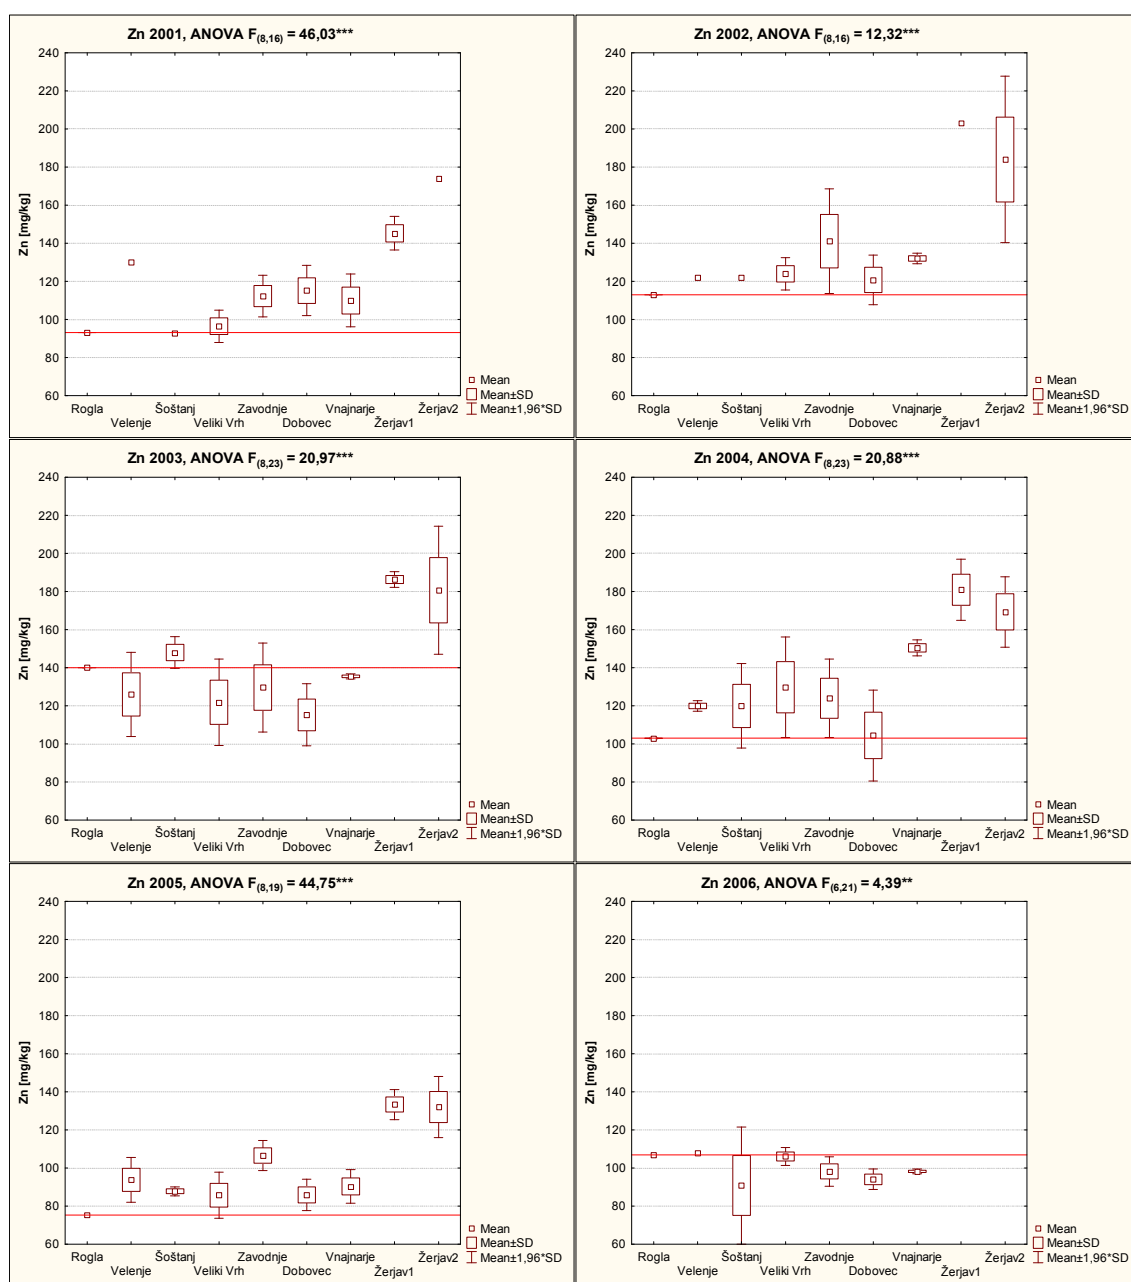 Zn 2001, ANOVA F(8,16) = 46,03***
240
220
200
180
160
140
120
100
80
60
Zn [mg/kg]
Rogla Šoštanj Zavodnje Vnajnarje Žerjav2
Velenje Veliki Vrh Dobovec Žerjav1
Mean
Mean±SD
Mean±1,96*SD
Zn 2002, ANOVA F(8,16) = 12,32***
240
220
200
180
160
140
120
100
80
60
Zn [mg/kg]
Rogla Šoštanj Zavodnje Vnajnarje Žerjav2
Velenje Veliki Vrh Dobovec Žerjav1
Mean
Mean±SD
Mean±1,96*SD
Zn 2003, ANOVA F(8,23) = 20,97***
240
220
200
180
160
140
120
100
80
60
Zn [mg/kg]
Rogla Šoštanj Zavodnje Vnajnarje Žerjav2
Velenje Veliki Vrh Dobovec Žerjav1
Mean
Mean±SD
Mean±1,96*SD
Zn 2004, ANOVA F(8,23) = 20,88***
240
220
200
180
160
140
120
100
80
60
Zn [mg/kg]
Rogla Šoštanj Zavodnje Vnajnarje Žerjav2
Velenje Veliki Vrh Dobovec Žerjav1
Mean
Mean±SD
Mean±1,96*SD
Zn 2005, ANOVA F(8,19) = 44,75***
240
220
200
180
160
140
120
100
80
60
Zn [mg/kg]
Rogla Šoštanj Zavodnje Vnajnarje Žerjav2
Velenje Veliki Vrh Dobovec Žerjav1
Mean
Mean±SD
Mean±1,96*SD
Zn 2006, ANOVA F(6,21) = 4,39**
240
220
200
180
160
140
120
100
80
60
Zn [mg/kg]
Rogla Šoštanj Zavodnje Vnajnarje Žerjav2
Velenje Veliki Vrh Dobovec Žerjav1
Mean
Mean±SD
Mean±1,96*SD